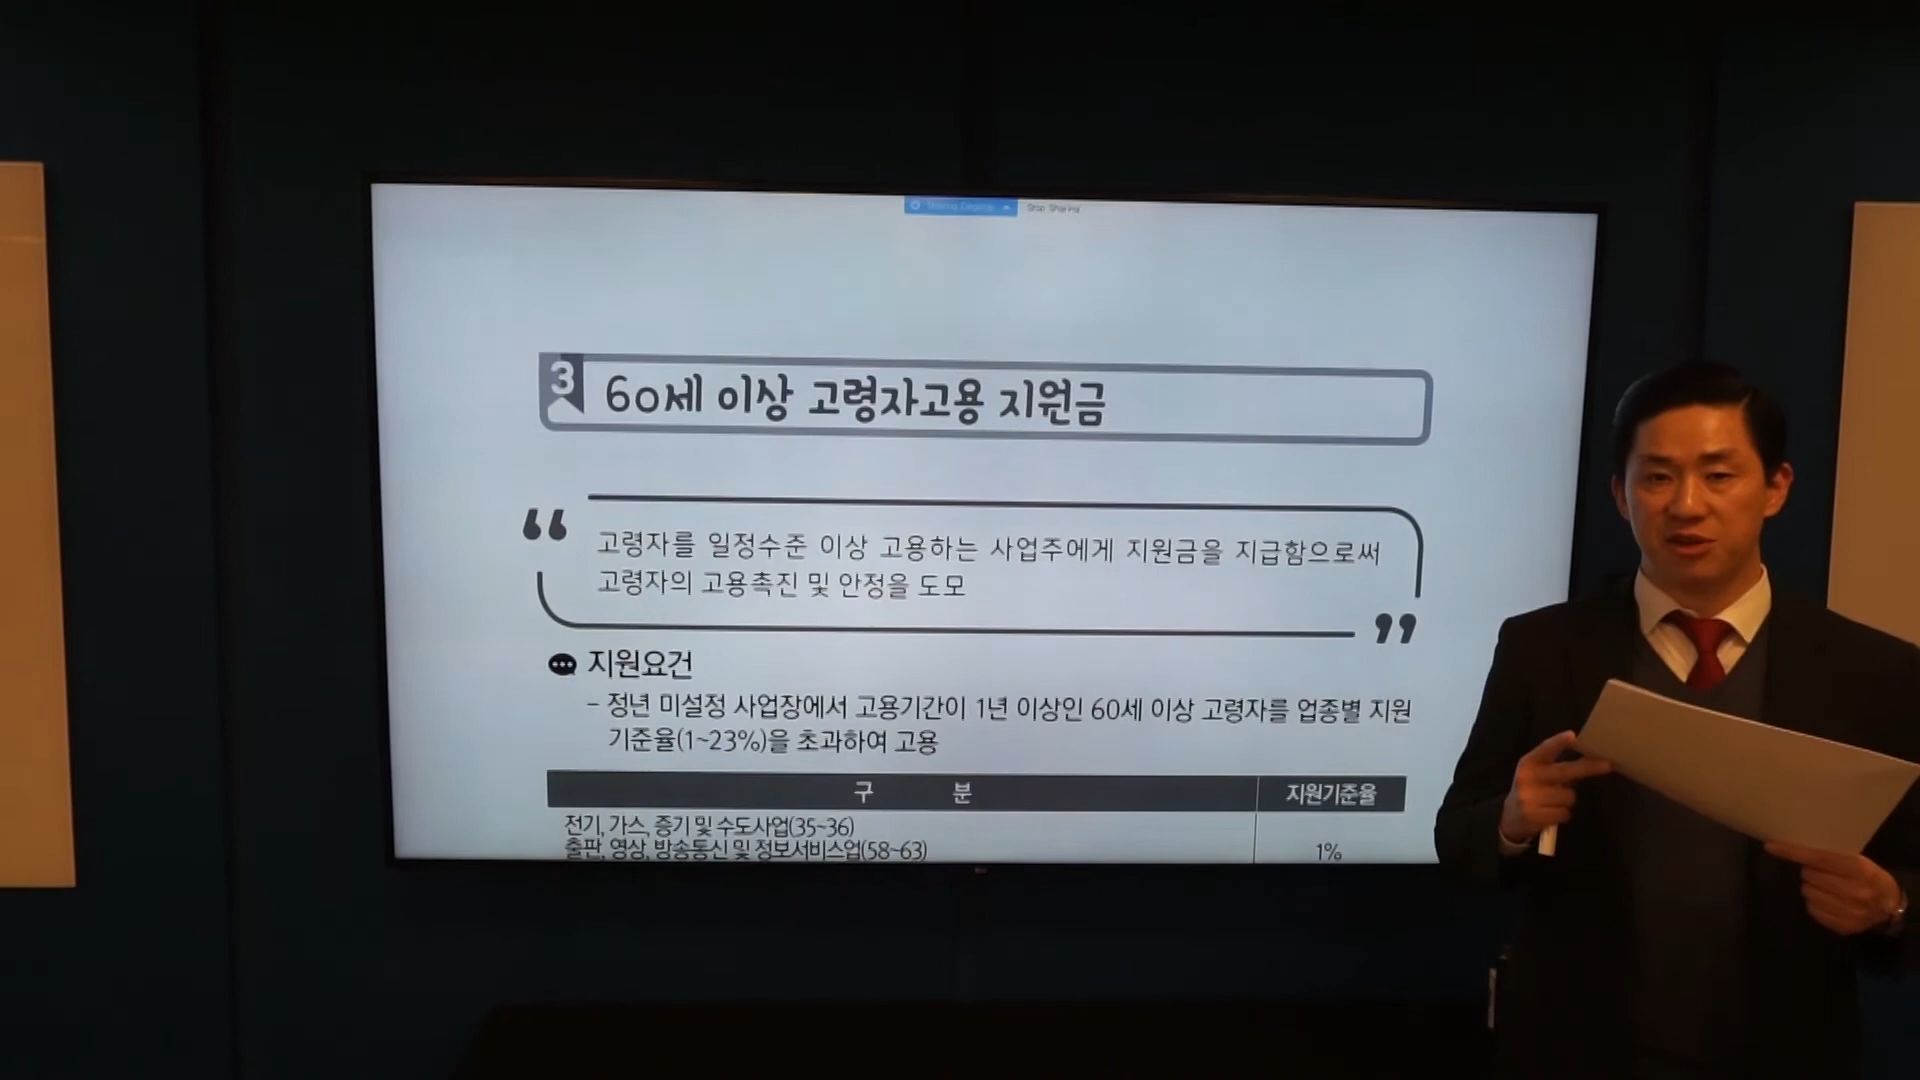 Stop Sharing
3
60세 이상 고령자고용 지원금
“ 고령자를 일정수준 이상 고용하는 사업주에게 지원금을 지급함으로써
고령자의 고용촉진 및 안정을 도모 ”
지원요건
- 정년 미설정 사업장에서 고용기간이 1년 이상인 60세 이상 고령자를 업종별 지원
기준율(1~23%)을 초과하여 고용
구 분 지원기준율
전기, 가스, 증기 및 수도사업(35~36)
출판, 영상, 방송통신 및 정보서비스업(58~63) 1%